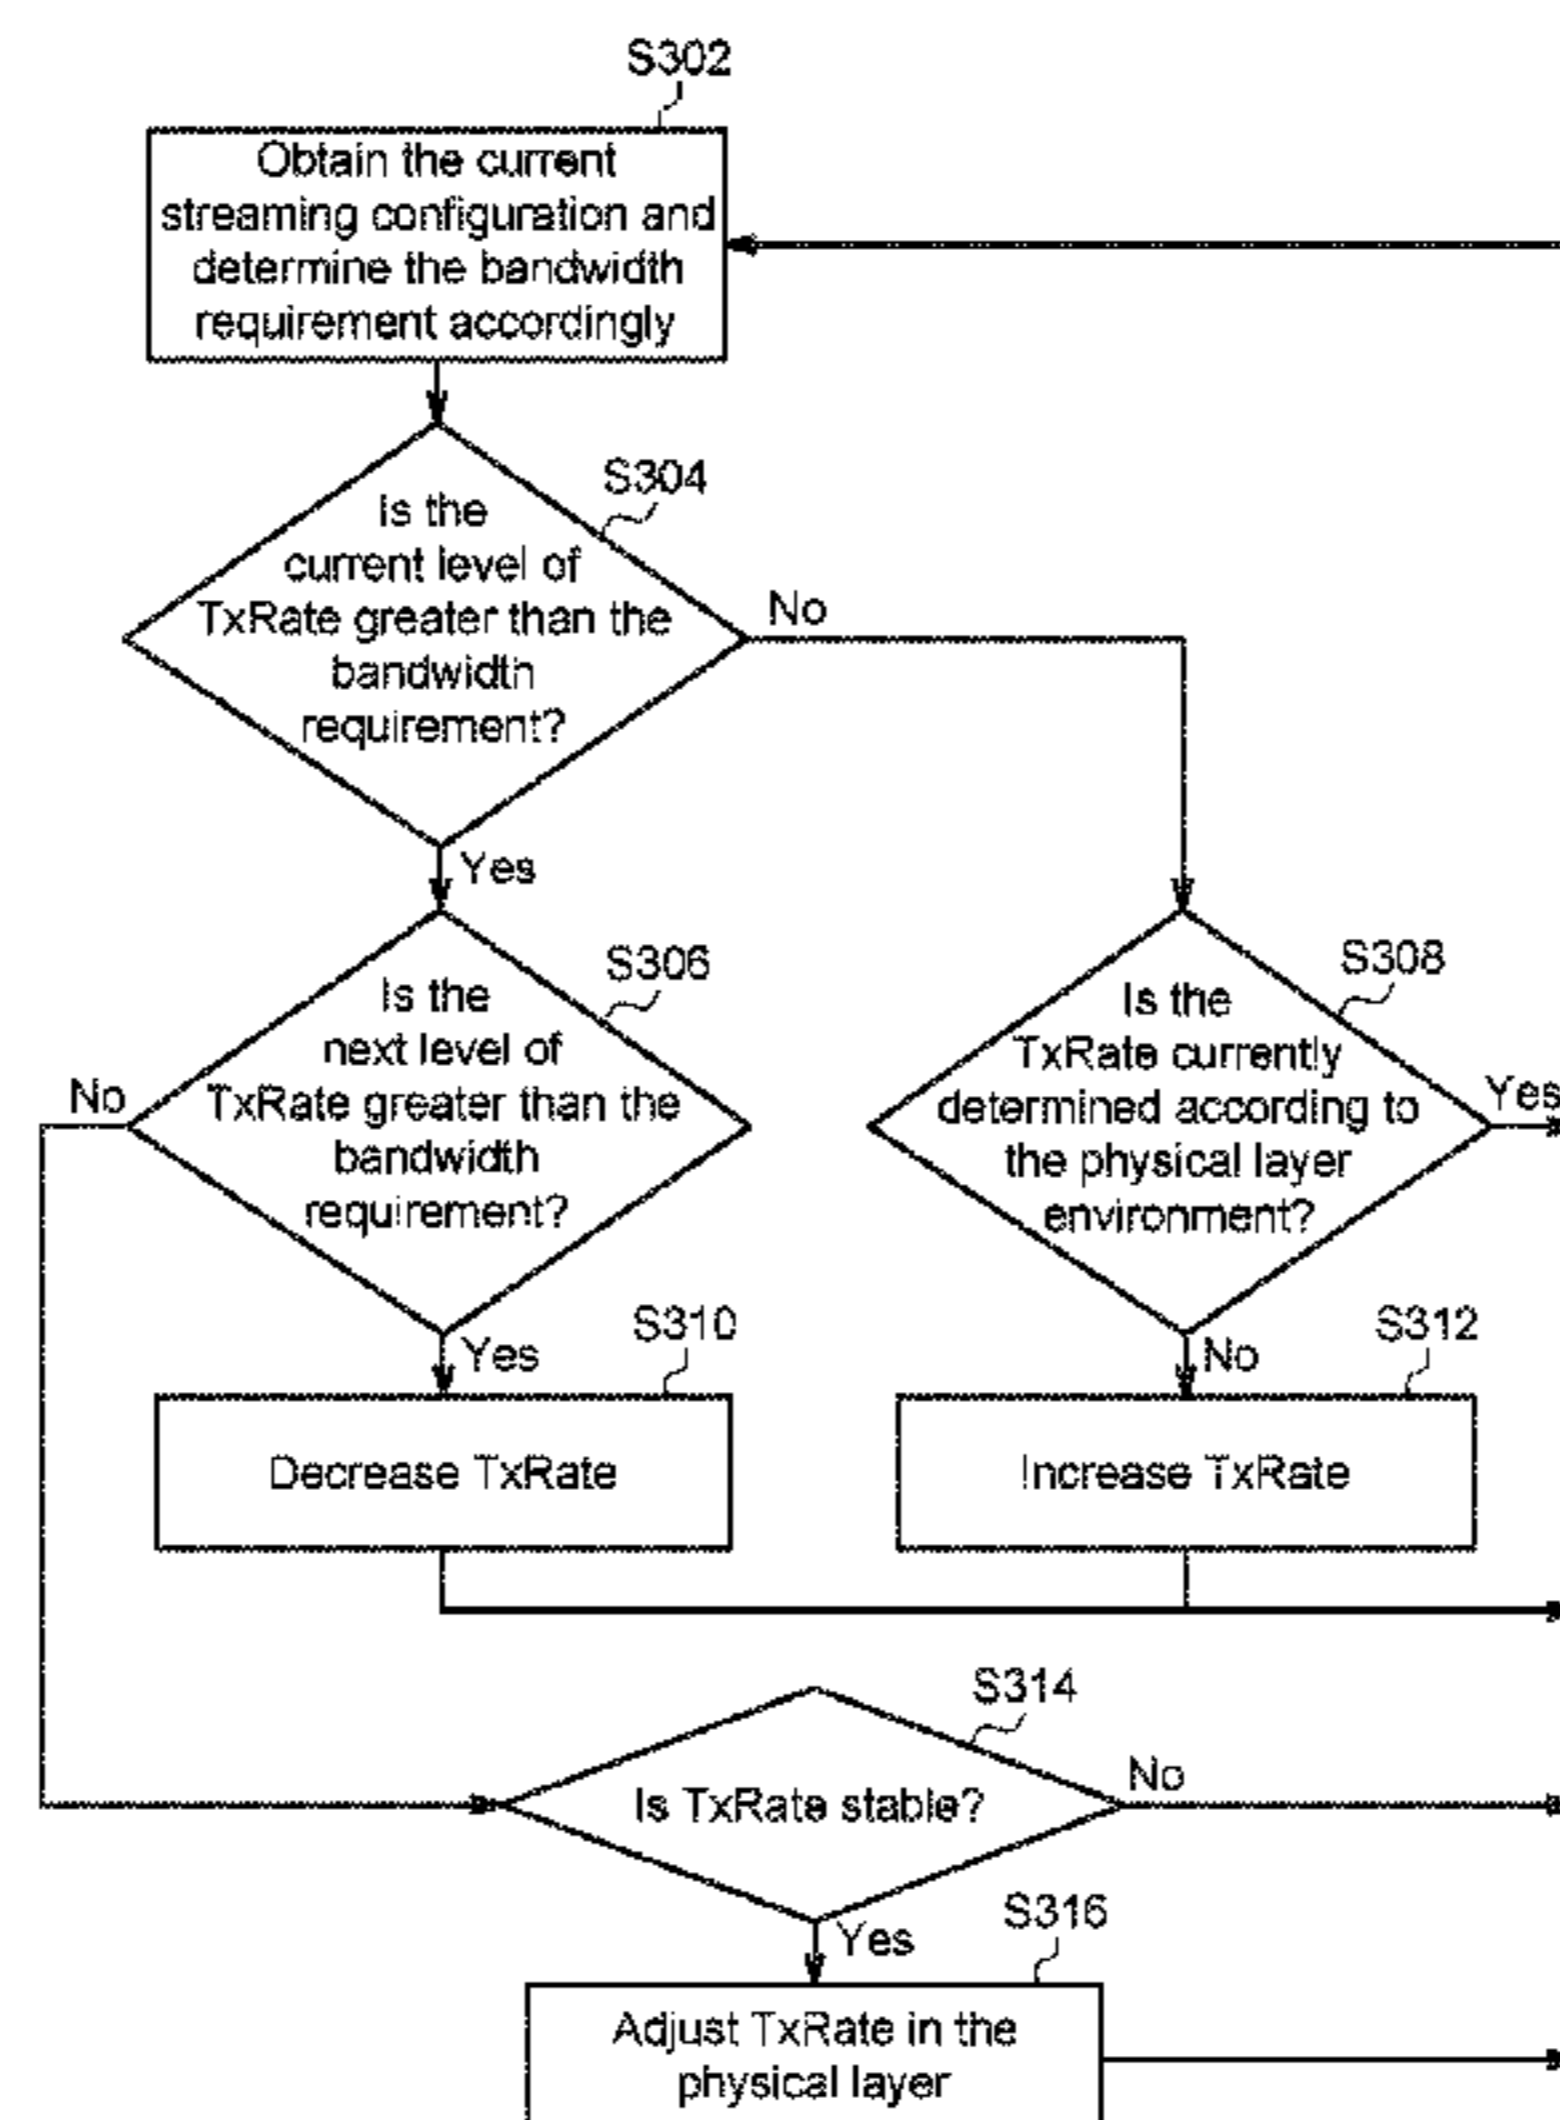 S302
Obtain the current
streaming configuration and
determine the bandwidth
requirement accordingly
S304
Is the
current level of
TxRate greater than the
bandwidth
requirement?
No
Yes
S306
Is the
next level of
TxRate greater than the
bandwidth
requirement?
No
Yes
S308
Is the
TxRate currently
determined according to
the physical layer
environment?
Yes
No
S310
Decrease TxRate
S312
Increase TxRate
S314
Is TxRate stable?
No
Yes
S316
Adjust TxRate in the
physical layer